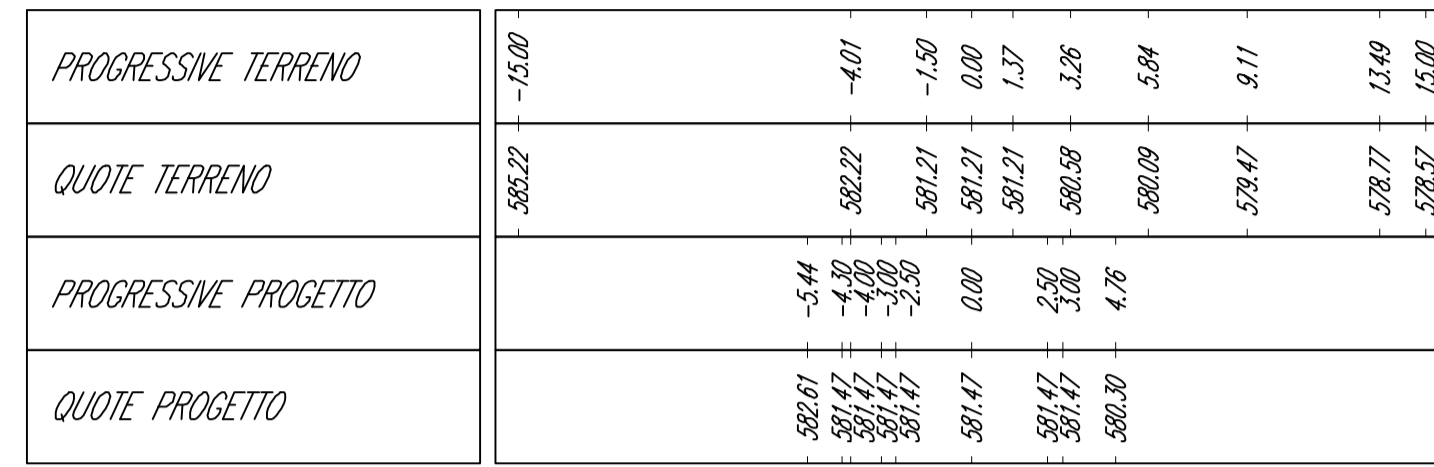 PROGRESSIVE TERRENO -15.00 -4.01 -1.50 0.00 1.37 3.26 5.84 9.11 13.49 15.00
QUOTE TERRENO 585.22 582.22 581.21 581.21 581.21 580.58 580.09 579.47 578.77 578.57
PROGRESSIVE PROGETTO -5.44 -4.30 -4.00 -3.00 -2.50 0.00 2.50 3.00 4.76
QUOTE PROGETTO 582.61 581.47 581.47 581.47 581.47 581.47 581.47 581.47 580.30